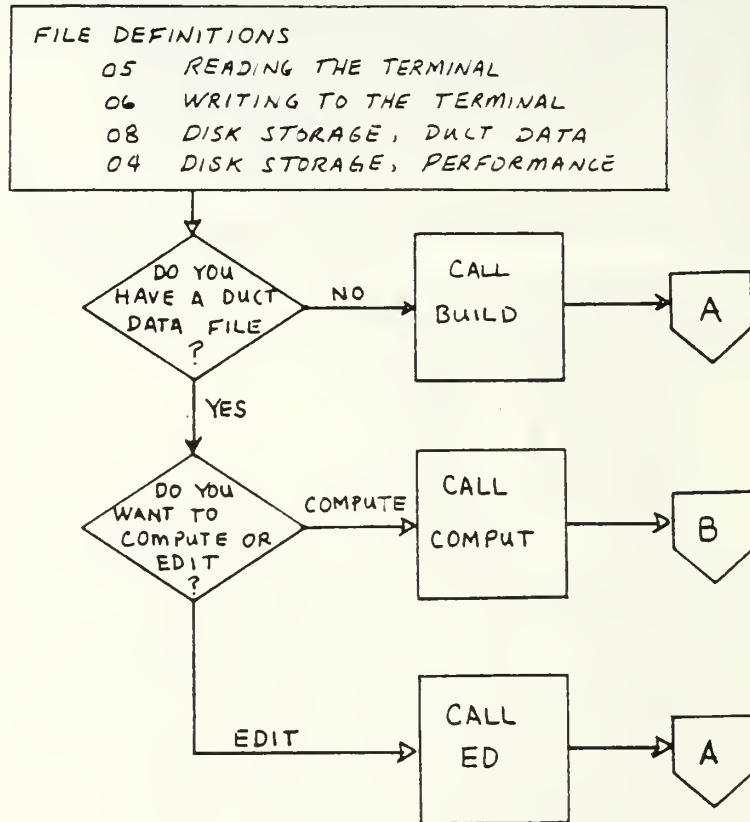 FILE DEFINITIONS
05 READING THE TERMINAL
06 WRITING TO THE TERMINAL
08 DISK STORAGE, DUCT DATA
04 DISK STORAGE, PERFORMANCE
DO YOU
HAVE A DUCT
DATA FILE
?
NO
CALL
BUILD
A
YES
DO YOU
WANT TO
COMPUTE OR
EDIT
?
COMPUTE
CALL
COMPUT
B
EDIT
CALL
ED
A